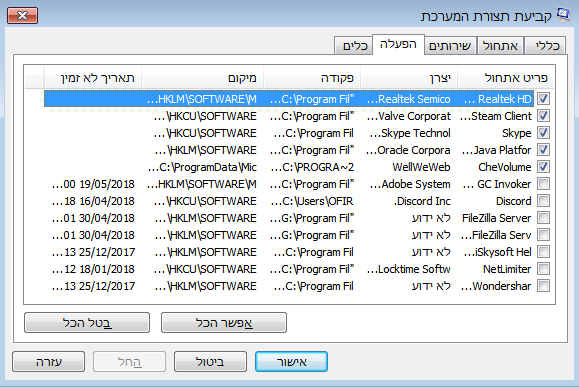 קביעת תצורת המערכת
כללי אתחול שירותים הפעלה כלים
פריט אתחול יצרן פקודה מיקום תאריך לא זמין
Realtek HD ... Realtek Semico... "C:\Program Fil... HKLM\SOFTWARE\M...
Steam Client ... Valve Corporat... "C:\Program Fil... HKCU\SOFTWARE\...
Skype Skype Technol... C:\Program Fil... HKCU\SOFTWARE\...
Java Platfor... Oracle Corpora... "C:\Program Fil... HKLM\SOFTWARE\...
CheVolume WellWeWeb C:\PROGRA~2... C:\ProgramData\Mic...
GC Invoker ... Adobe System... "C:\Program Fil... HKLM\SOFTWARE\M... 19/05/2018 00...
Discord Discord Inc. C:\Users\OFIR... HKCU\SOFTWARE\... 16/04/2018 18...
FileZilla Server לא ידוע "G:\Program Fil... HKCU\SOFTWARE\... 30/04/2018 01...
FileZilla Serv... לא ידוע "G:\Program Fil... HKLM\SOFTWARE\... 30/04/2018 01...
iSkysoft Hel... לא ידוע C:\Program Fil... HKLM\SOFTWARE\... 25/12/2017 13...
NetLimiter Locktime Softw... C:\Program Fil... HKCU\SOFTWARE\... 18/01/2018 12...
Wondershar... לא ידוע C:\Program Fil... HKLM\SOFTWARE\... 25/12/2017 13...
אפשר הכל בטל הכל
אישור ביטול החל עזרה